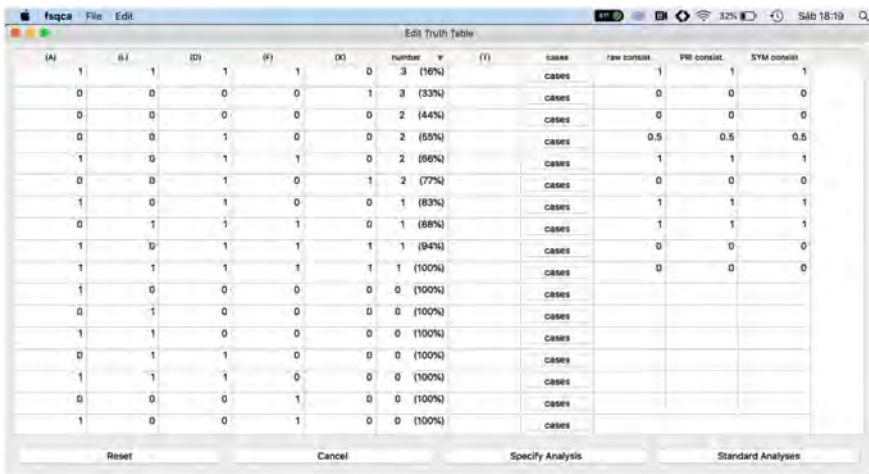 fsqca File Edit 32% Sáb 18:19
Edit Truth Table
(A) (L) (D) (F) (X) number (T) cases raw consist. PRI consist. SYM consist
1 1 1 1 0 3 (16%) cases 1 1 1
0 0 0 0 1 3 (33%) cases 0 0 0
0 0 0 0 0 2 (44%) cases 0 0 0
0 0 1 0 0 2 (55%) cases 0.5 0.5 0.5
1 0 1 1 0 2 (66%) cases 1 1 1
0 0 1 0 1 2 (77%) cases 0 0 0
1 0 1 0 0 1 (83%) cases 1 1 1
0 1 1 1 0 1 (88%) cases 1 1 1
1 0 1 1 1 1 (94%) cases 0 0 0
1 1 1 1 1 1 (100%) cases 0 0 0
1 0 0 0 0 0 (100%) cases
0 1 0 0 0 0 (100%) cases
1 1 0 0 0 0 (100%) cases
0 1 1 0 0 0 (100%) cases
1 1 1 0 0 0 (100%) cases
0 0 0 1 0 0 (100%) cases
1 0 0 1 0 0 (100%) cases
Reset Cancel Specify Analysis Standard Analyses